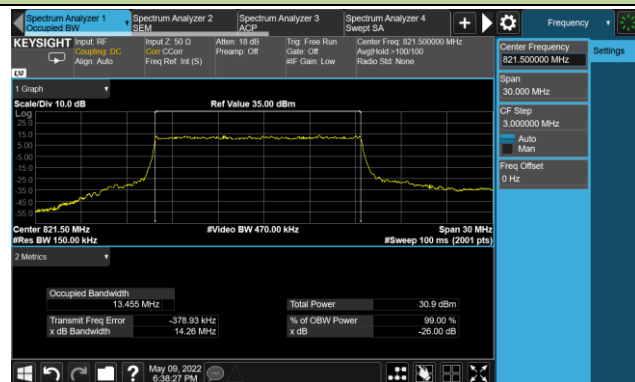 Spectrum Analyzer 1
Occupied BW
Spectrum Analyzer 2
SEM
Spectrum Analyzer 3
ACP
Spectrum Analyzer 4
Swept SA
Frequency
KEYSIGHT
Input: RF
Coupling: DC
Align: Auto
Input Z: 50 Ω
Corr CCorr
Freq Ref: Int (S)
Atten: 18 dB
Preamp: Off
Trig: Free Run
Gate: Off
#IF Gain: Low
Center Freq: 821.500000 MHz
Avg|Hold:>100/100
Radio Std: None
LXI
Center Frequency
821.500000 MHz
Settings
Span
30.000 MHz
CF Step
3.000000 MHz
Auto
Man
Freq Offset
0 Hz
1 Graph
Scale/Div 10.0 dB
Ref Value 35.00 dBm
Log
25.0
15.0
5.00
-5.00
-15.0
-25.0
-35.0
-45.0
-55.0
Center 821.50 MHz
#Video BW 470.00 kHz
Span 30 MHz
#Res BW 150.00 kHz
#Sweep 100 ms (2001 pts)
2 Metrics
Occupied Bandwidth
13.455 MHz
Total Power
30.9 dBm
Transmit Freq Error
-378.93 kHz
% of OBW Power
99.00 %
x dB Bandwidth
14.26 MHz
x dB
-26.00 dB
?
May 09, 2022
6:38:27 PM